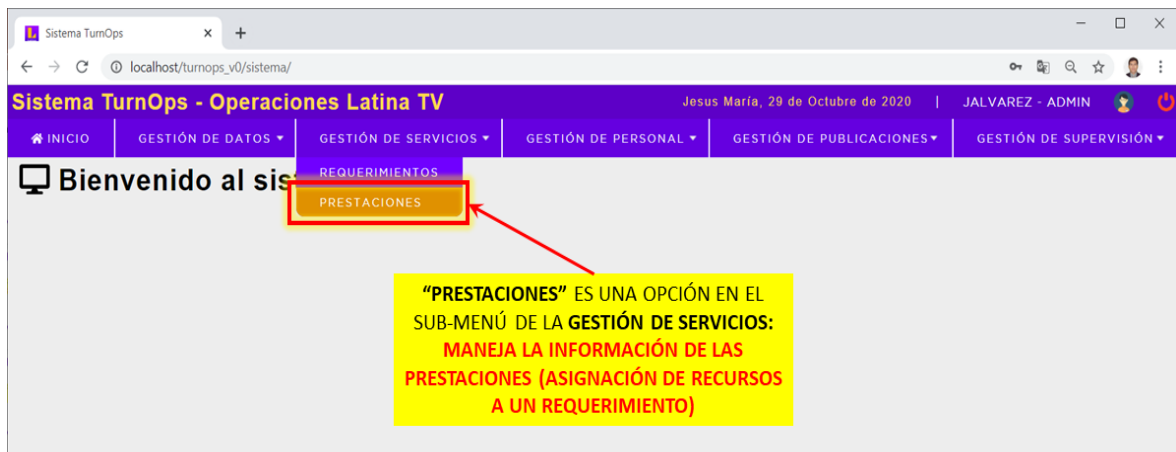 Sistema TurnOps
localhost/turnops_v0/sistema/
Sistema TurnOps - Operaciones Latina TV
Jesus María, 29 de Octubre de 2020 | JALVAREZ - ADMIN
INICIO GESTIÓN DE DATOS GESTIÓN DE SERVICIOS GESTIÓN DE PERSONAL GESTIÓN DE PUBLICACIONES GESTIÓN DE SUPERVISIÓN
Bienvenido al sis
REQUERIMIENTOS
PRESTACIONES
“PRESTACIONES” ES UNA OPCIÓN EN EL
SUB-MENÚ DE LA GESTIÓN DE SERVICIOS:
MANEJA LA INFORMACIÓN DE LAS
PRESTACIONES (ASIGNACIÓN DE RECURSOS
A UN REQUERIMIENTO)